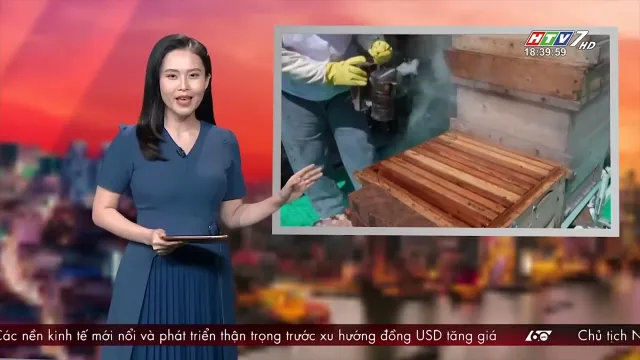 HTV7 HD
18:39:59
Các nền kinh tế mới nổi và phát triển thận trọng trước xu hướng đồng USD tăng giá 60 Chủ tịch N